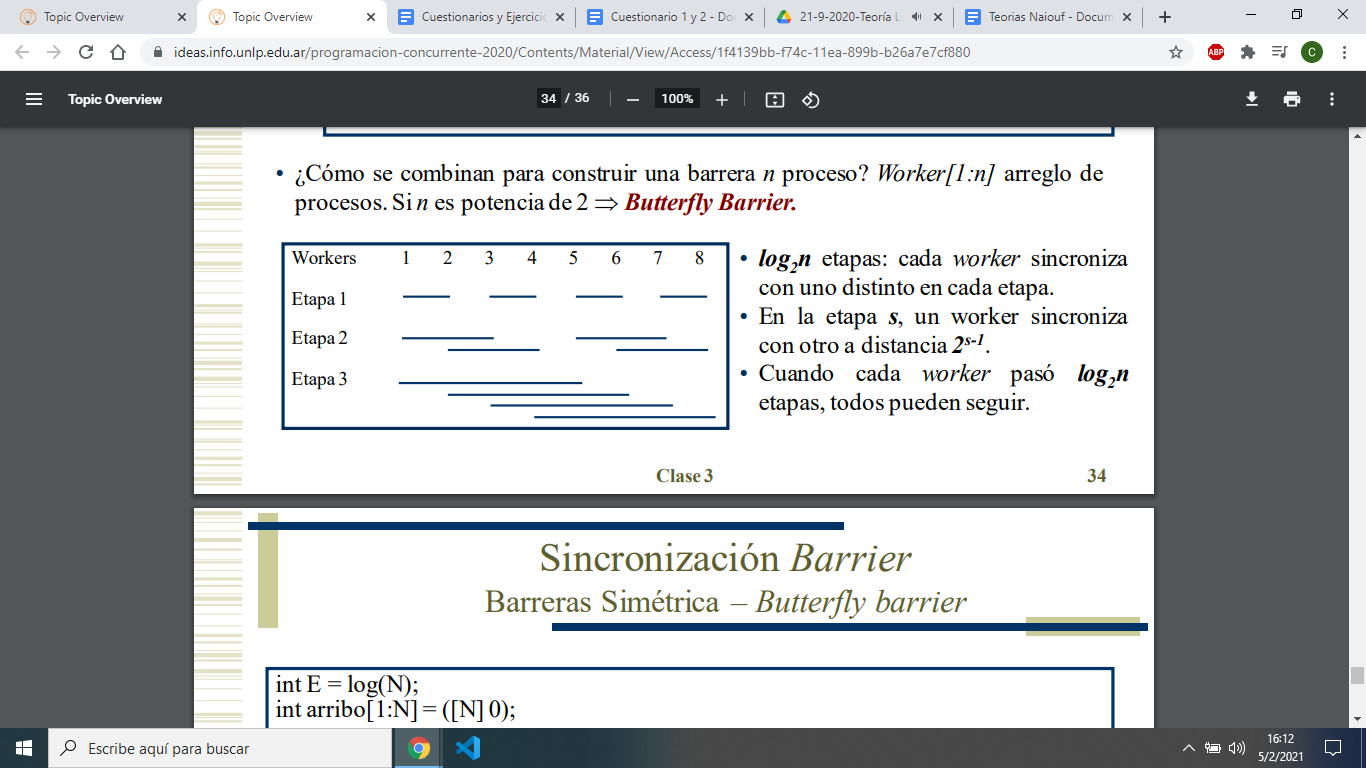 Topic Overview
Topic Overview
Cuestionarios y Ejercicio
Cuestionario 1 y 2 - Do
21-9-2020-Teoría Li
Teorias Naiouf - Docum
ideas.info.unlp.edu.ar/programacion-concurrente-2020/Contents/Material/View/Access/1f4139bb-f74c-11ea-899b-b26a7e7cf880
ABP
C
Topic Overview
34 / 36
100%
• ¿Cómo se combinan para construir una barrera n proceso? Worker[1:n] arreglo de
procesos. Si n es potencia de 2 ⇒ Butterfly Barrier.
Workers 1 2 3 4 5 6 7 8
Etapa 1
Etapa 2
Etapa 3
• log2n etapas: cada worker sincroniza
con uno distinto en cada etapa.
• En la etapa s, un worker sincroniza
con otro a distancia 2s-1.
• Cuando cada worker pasó log2n
etapas, todos pueden seguir.
Clase 3
34
Sincronización Barrier
Barreras Simétrica – Butterfly barrier
int E = log(N);
int arribo[1:N] = ([N] 0);
Escribe aquí para buscar
16:12
5/2/2021